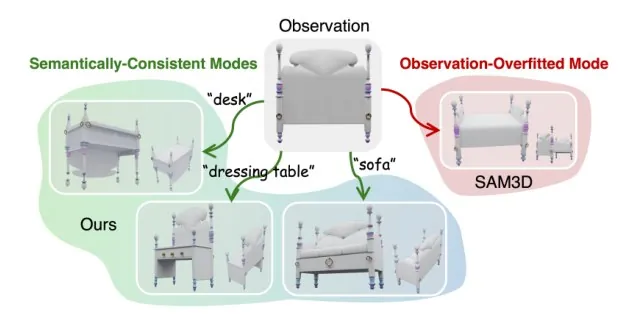 Observation
Semantically-Consistent Modes
Observation-Overfitted Mode
"desk"
"dressing table"
"sofa"
SAM3D
Ours